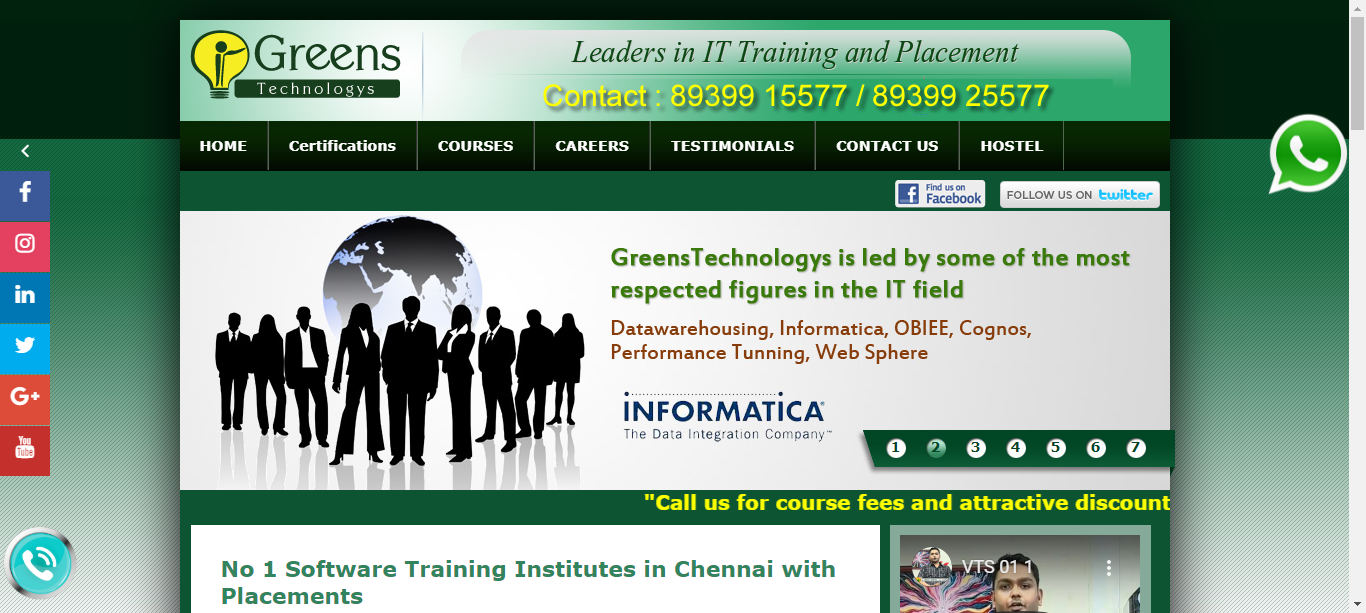 Greens
Technologys
Leaders in IT Training and Placement
Contact : 89399 15577 / 89399 25577
HOME
Certifications
COURSES
CAREERS
TESTIMONIALS
CONTACT US
HOSTEL
Find us on
Facebook
FOLLOW US ON twitter
GreensTechnologys is led by some of the most
respected figures in the IT field
Datawarehousing, Informatica, OBIEE, Cognos,
Performance Tunning, Web Sphere
INFORMATICA®
The Data Integration Company™
1 2 3 4 5 6 7
"Call us for course fees and attractive discount
No 1 Software Training Institutes in Chennai with
Placements
VTS 01 1
f
in
G+
You
Tube